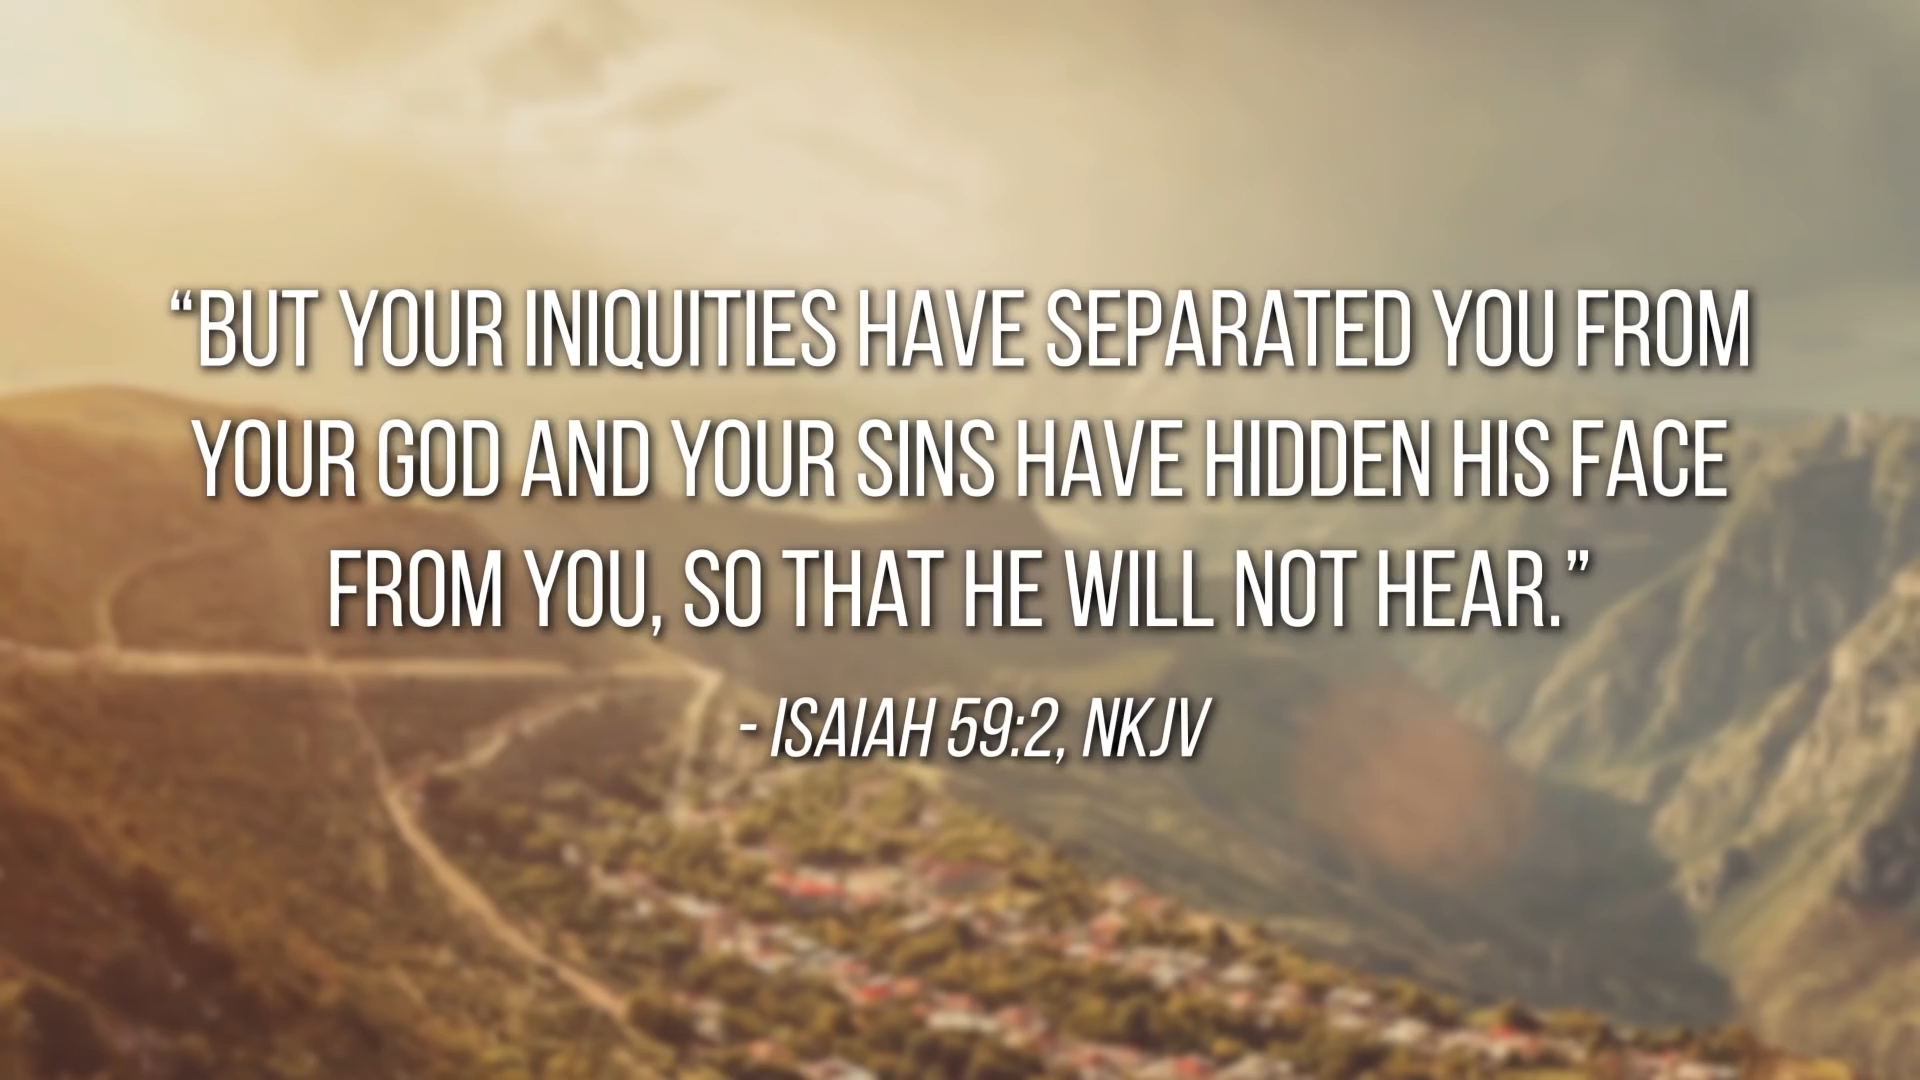 “BUT YOUR INIQUITIES HAVE SEPARATED YOU FROM
YOUR GOD AND YOUR SINS HAVE HIDDEN HIS FACE
FROM YOU, SO THAT HE WILL NOT HEAR.”
- ISAIAH 59:2, NKJV